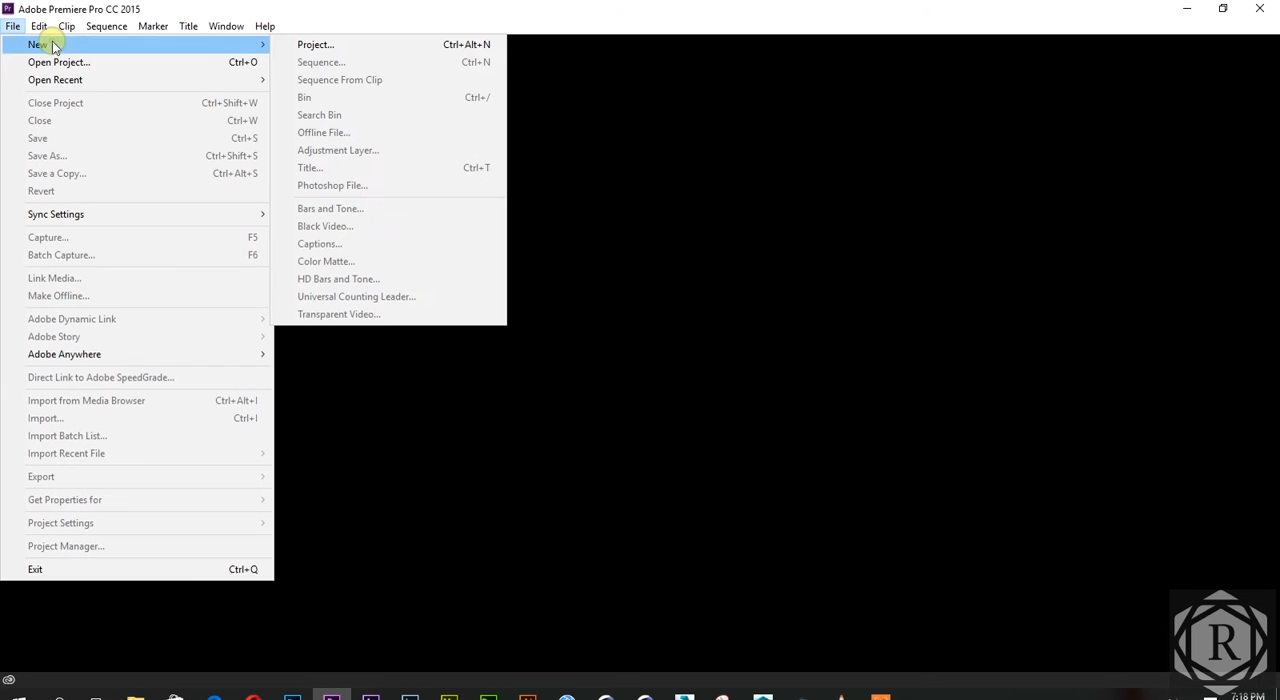 Adobe Premiere Pro CC 2015
File Edit Clip Sequence Marker Title Window Help
New
Open Project... Ctrl+O
Open Recent
Close Project Ctrl+Shift+W
Close Ctrl+W
Save Ctrl+S
Save As... Ctrl+Shift+S
Save a Copy... Ctrl+Alt+S
Revert
Sync Settings
Capture... F5
Batch Capture... F6
Link Media...
Make Offline...
Adobe Dynamic Link
Adobe Story
Adobe Anywhere
Direct Link to Adobe SpeedGrade...
Import from Media Browser Ctrl+Alt+I
Import... Ctrl+I
Import Batch List...
Import Recent File
Export
Get Properties for
Project Settings
Project Manager...
Exit Ctrl+Q
Project... Ctrl+Alt+N
Sequence... Ctrl+N
Sequence From Clip
Bin Ctrl+/
Search Bin
Offline File...
Adjustment Layer...
Title... Ctrl+T
Photoshop File...
Bars and Tone...
Black Video...
Captions...
Color Matte...
HD Bars and Tone...
Universal Counting Leader...
Transparent Video...
R
7:18 PM